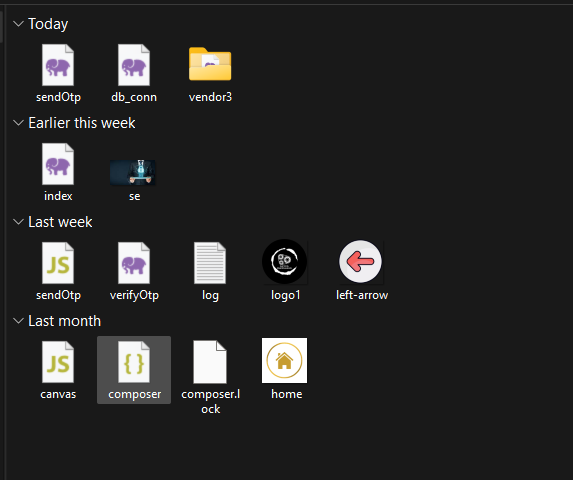 Today
sendOtp
db_conn
vendor3
Earlier this week
index
se
Last week
JS
sendOtp
verifyOtp
log
logo1
left-arrow
Last month
JS
{ }
canvas
composer
composer.l
ock
home